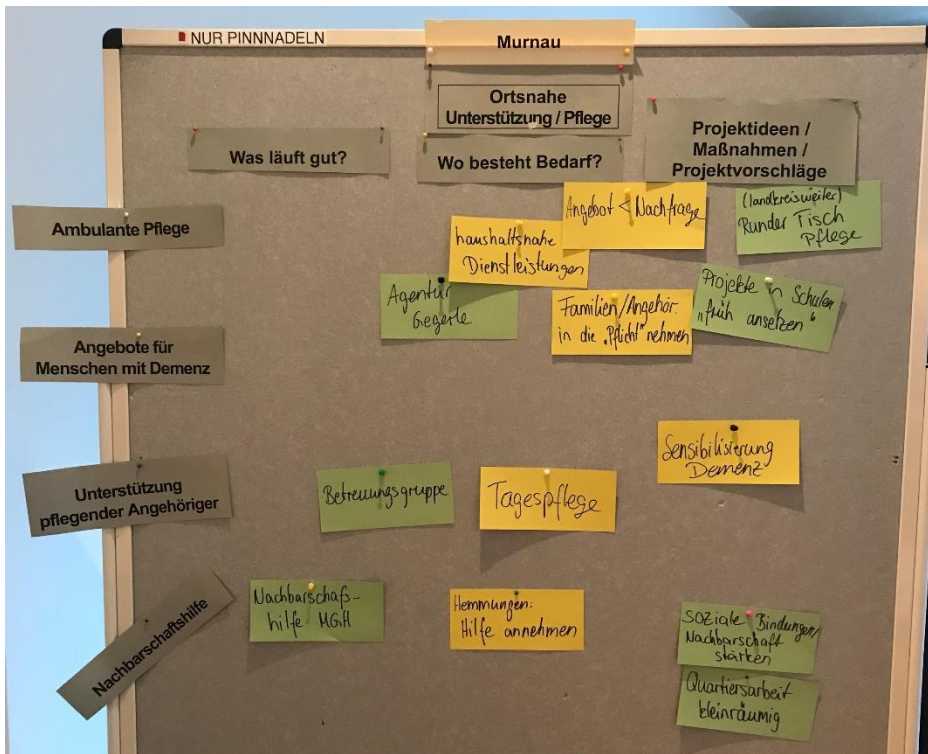 NUR PINNNADELN
Murnau
Ortsnahe
Unterstützung / Pflege
Was läuft gut?
Wo besteht Bedarf?
Projektideen /
Maßnahmen /
Projektvorschläge
Ambulante Pflege
haushaltsnahe
Dienstleistungen
Angebot < Nachfrage
(landkreisweiter)
Runder Tisch
Pflege
Agentur
Gegerle
Familien/Angehör.
in die "Pflicht" nehmen
Projekte in Schulen
„früh ansetzen"
Angebote für
Menschen mit Demenz
Sensibilisierung
Demenz
Unterstützung
pflegender Angehöriger
Betreuungsgruppe
Tagespflege
Nachbarschaftshilfe
Nachbarschafs-
hilfe MGH
Hemmungen:
Hilfe annehmen
Soziale Bindungen/
Nachbarschaft
stärken
Quartiersarbeit
kleinräumig